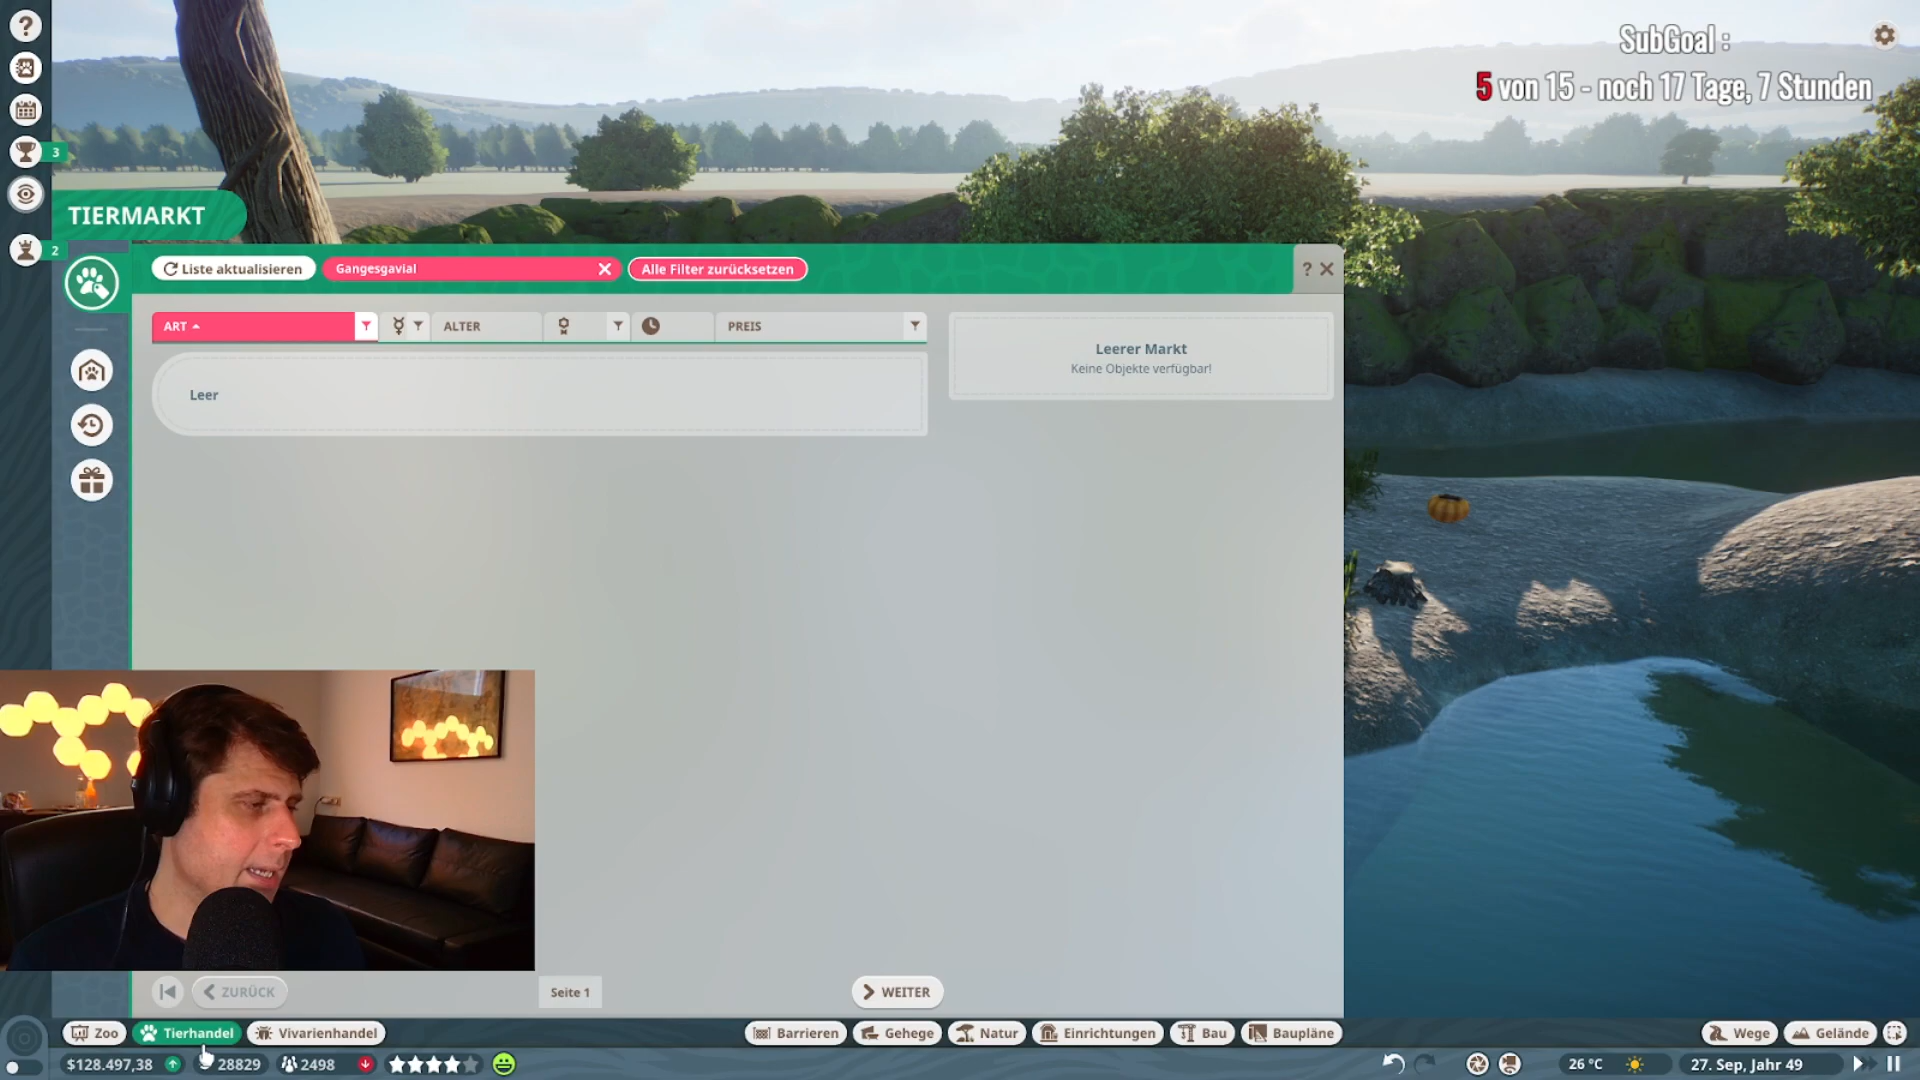 SubGoal :
5 von 15 - noch 17 Tage, 7 Stunden
3
TIERMARKT
2
Liste aktualisieren
Gangesgavial
Alle Filter zurücksetzen
?
ART
ALTER
PREIS
Leerer Markt
Keine Objekte verfügbar!
Leer
ZURÜCK
Seite 1
WEITER
Zoo
Tierhandel
Vivarienhandel
Barrieren
Gehege
Natur
Einrichtungen
Bau
Baupläne
Wege
Gelände
$128.497,38
28829
2498
26 °C
27. Sep, Jahr 49